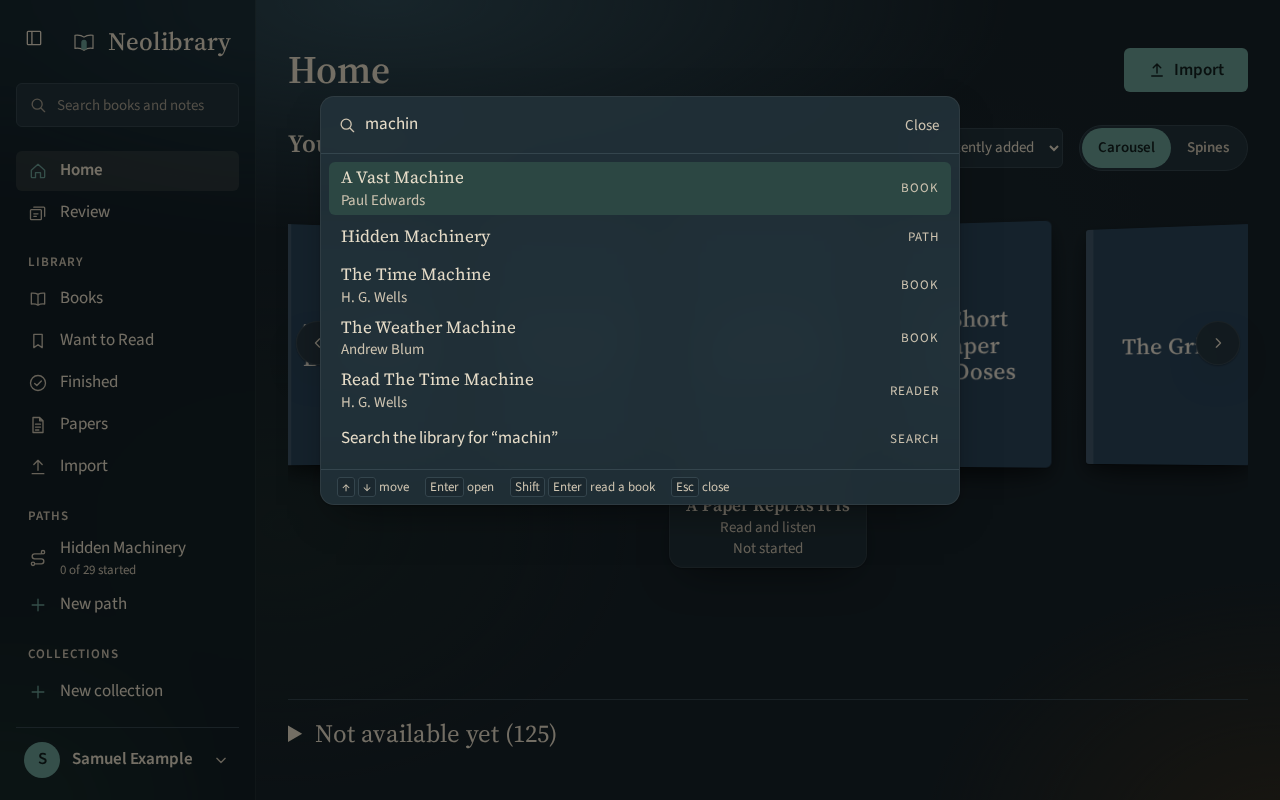 Neolibrary
Search books and notes
Home
Review
LIBRARY
Books
Want to Read
Finished
Papers
Import
PATHS
Hidden Machinery
0 of 29 started
New path
COLLECTIONS
New collection
S
Samuel Example
Home
Import
Carousel
Spines
machin
Close
A Vast Machine
Paul Edwards
BOOK
Hidden Machinery
PATH
The Time Machine
H. G. Wells
BOOK
The Weather Machine
Andrew Blum
BOOK
Read The Time Machine
H. G. Wells
READER
Search the library for “machin”
SEARCH
↑ ↓ move Enter open Shift Enter read a book Esc close
Short
Doses
The
A Paper Kept As It Is
Read and listen
Not started
Not available yet (125)